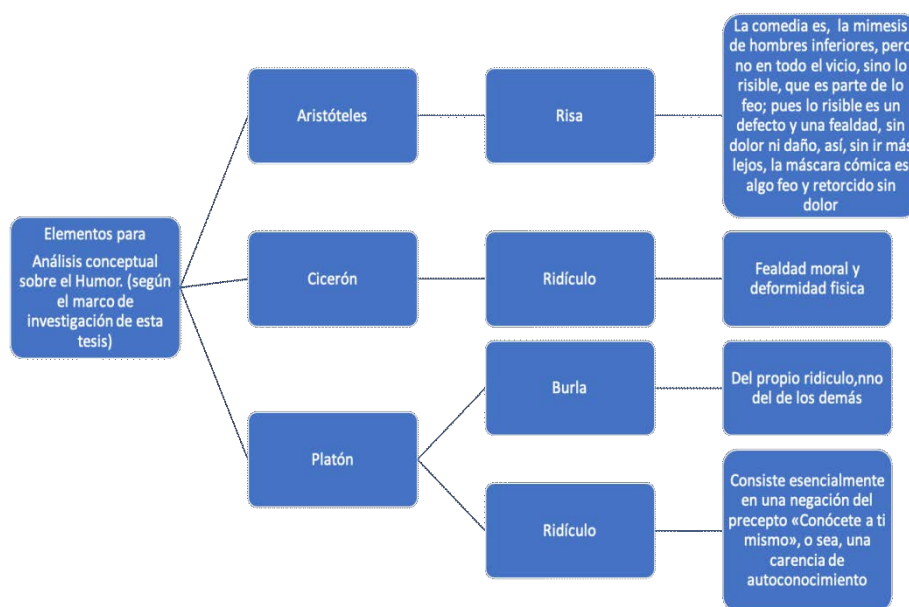 Elementos para
Análisis conceptual
sobre el Humor. (según
el marco de
investigación de esta
tesis)
Aristóteles
Risa
La comedia es,  la mimesis
de hombres inferiores, pero
no en todo el vicio, sino lo
risible, que es parte de lo
feo; pues lo risible es un
defecto y una fealdad, sin
dolor ni daño, así, sin ir más
lejos, la máscara cómica es
algo feo y retorcido sin
dolor
Cicerón
Ridículo
Fealdad moral y
deformidad fisica
Platón
Burla
Del propio ridiculo,nno
del de los demás
Ridículo
Consiste esencialmente
en una negación del
precepto «Conócete a ti
mismo», o sea, una
carencia de
autoconocimiento